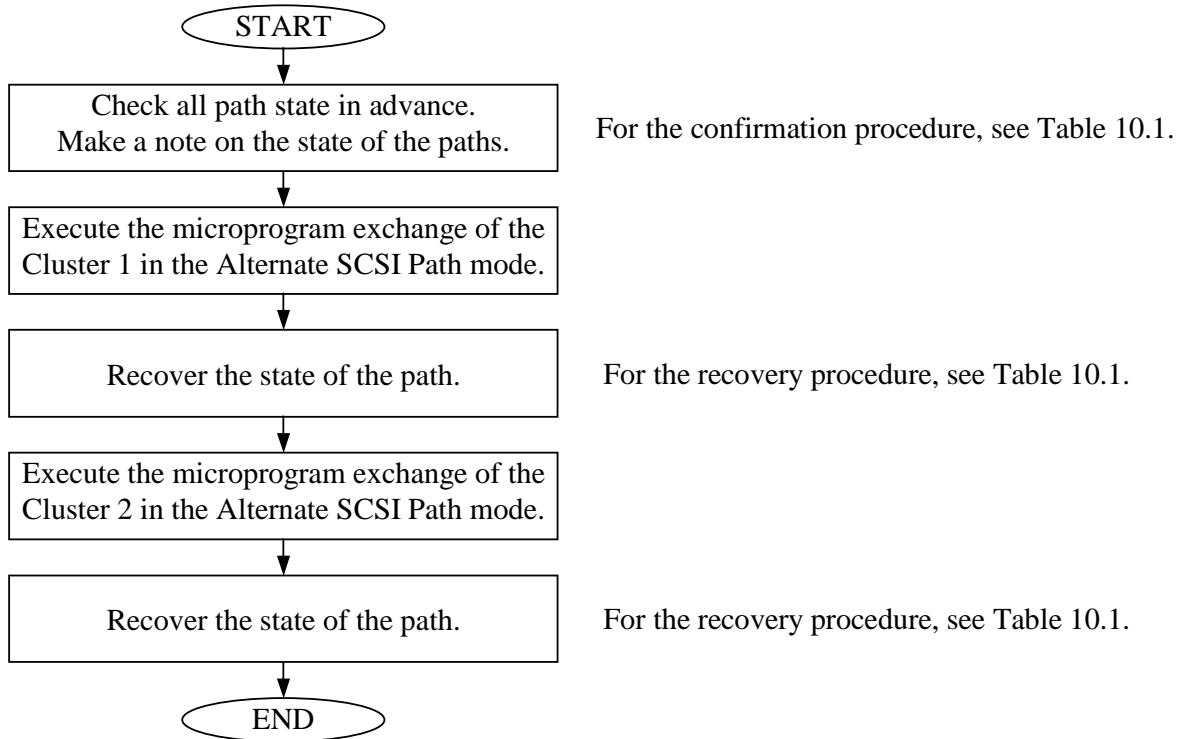 START
Check all path state in advance.
Make a note on the state of the paths.
For the confirmation procedure, see Table 10.1.
Execute the microprogram exchange of the
Cluster 1 in the Alternate SCSI Path mode.
Recover the state of the path.
For the recovery procedure, see Table 10.1.
Execute the microprogram exchange of the
Cluster 2 in the Alternate SCSI Path mode.
Recover the state of the path.
For the recovery procedure, see Table 10.1.
END